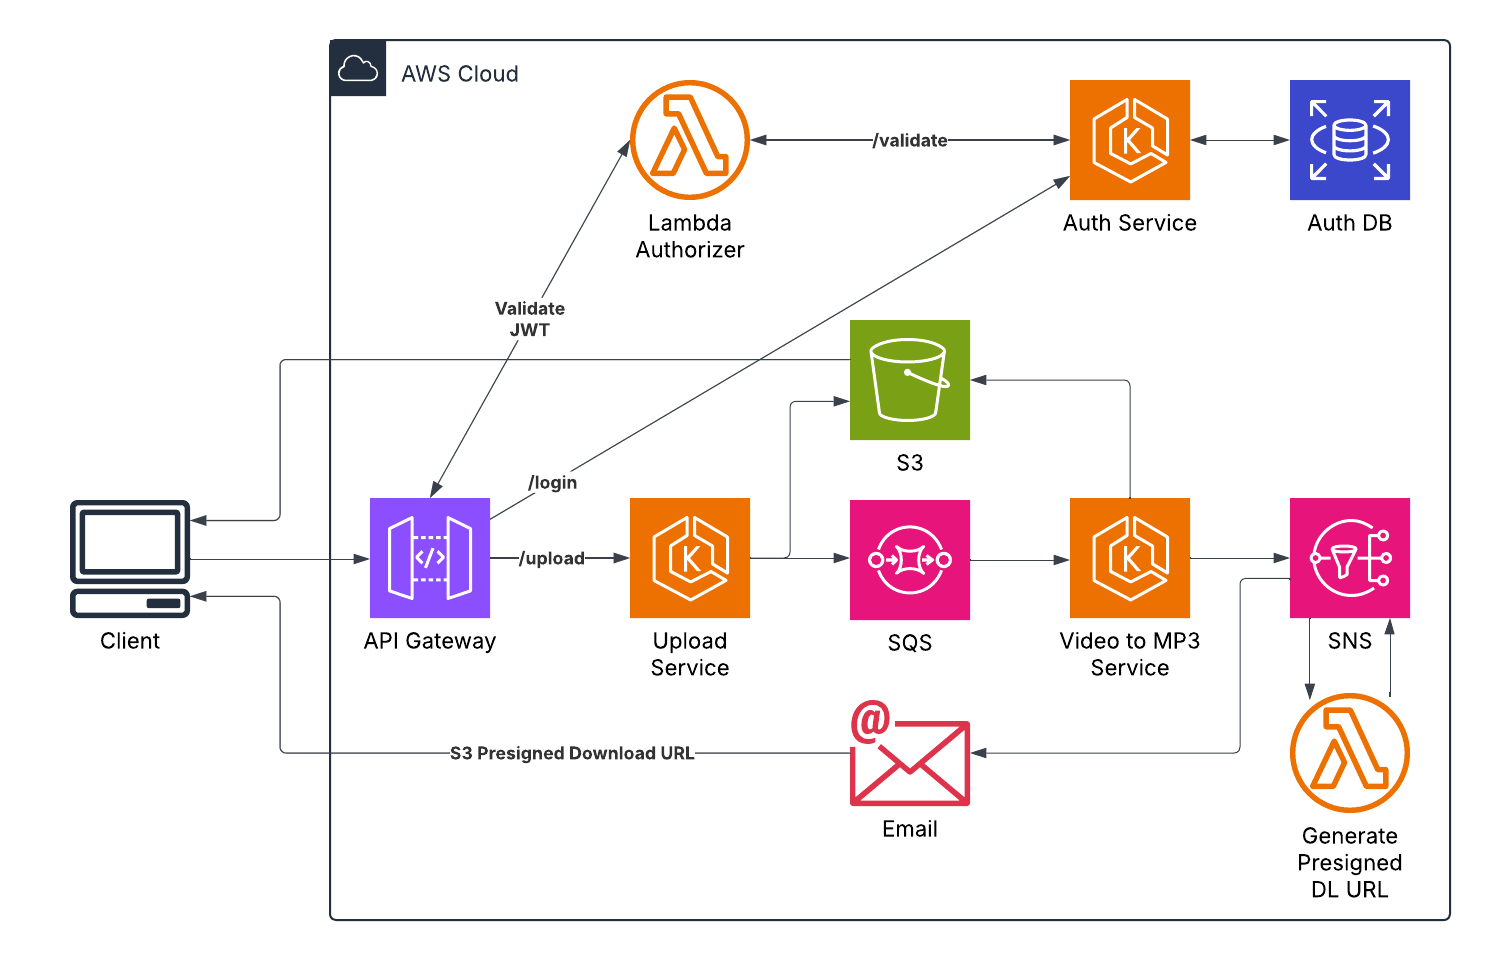 AWS Cloud
/validate
Lambda
Authorizer
Auth Service
Auth DB
Validate
JWT
S3
/login
/upload
Client
API Gateway
Upload
Service
SQS
Video to MP3
Service
SNS
S3 Presigned Download URL
@
Email
Generate
Presigned
DL URL